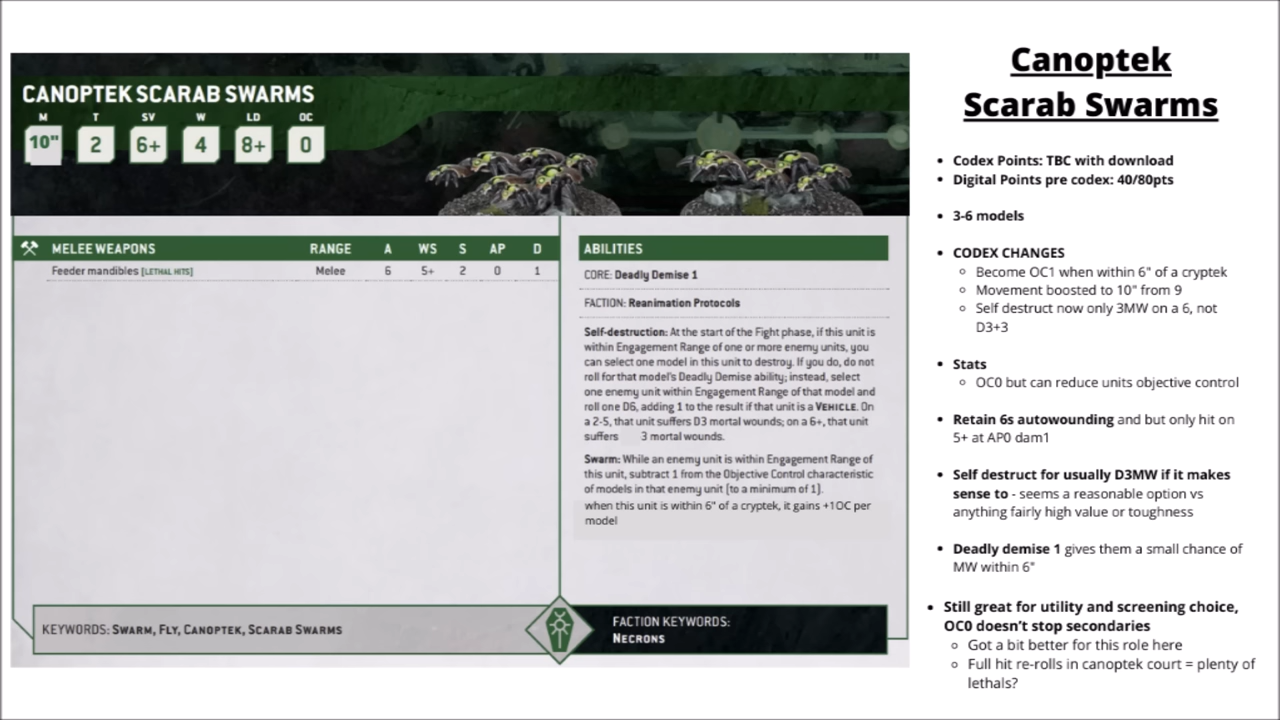 CANOPTEK SCARAB SWARMS
M T SV W LD OC
10" 2 6+ 4 8+ 0
MELEE WEAPONS RANGE A WS S AP D
Feeder mandibles [LETHAL HITS] Melee 6 5+ 2 0 1
ABILITIES
CORE: Deadly Demise 1
FACTION: Reanimation Protocols
Self-destruction: At the start of the Fight phase, if this unit is
within Engagement Range of one or more enemy units, you
can select one model in this unit to destroy. If you do, do not
roll for that model's Deadly Demise ability; instead, select
one enemy unit within Engagement Range of that model and
roll one D6, adding 1 to the result if that unit is a VEHICLE. On
a 2-5, that unit suffers D3 mortal wounds; on a 6+, that unit
suffers 3 mortal wounds.
Swarm: While an enemy unit is within Engagement Range of
this unit, subtract 1 from the Objective Control characteristic
of models in that enemy unit (to a minimum of 1).
when this unit is within 6" of a cryptek, it gains +1OC per
model
KEYWORDS: SWARM, FLY, CANOPTEK, SCARAB SWARMS
FACTION KEYWORDS:
NECRONS
Canoptek
Scarab Swarms
• Codex Points: TBC with download
• Digital Points pre codex: 40/80pts
• 3-6 models
• CODEX CHANGES
○ Become OC1 when within 6" of a cryptek
○ Movement boosted to 10" from 9
○ Self destruct now only 3MW on a 6, not
D3+3
• Stats
○ OC0 but can reduce units objective control
• Retain 6s autowounding and but only hit on
5+ at AP0 dam1
• Self destruct for usually D3MW if it makes
sense to - seems a reasonable option vs
anything fairly high value or toughness
• Deadly demise 1 gives them a small chance of
MW within 6"
• Still great for utility and screening choice,
OC0 doesn't stop secondaries
○ Got a bit better for this role here
○ Full hit re-rolls in canoptek court = plenty of
lethals?